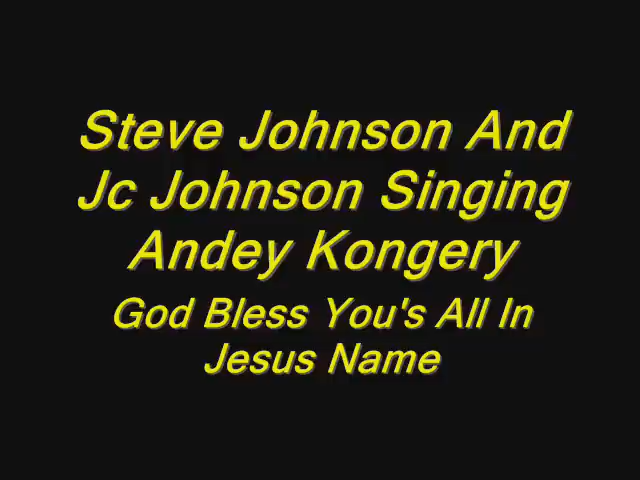 Steve Johnson And
Jc Johnson Singing
Andey Kongery
God Bless You's All In
Jesus Name